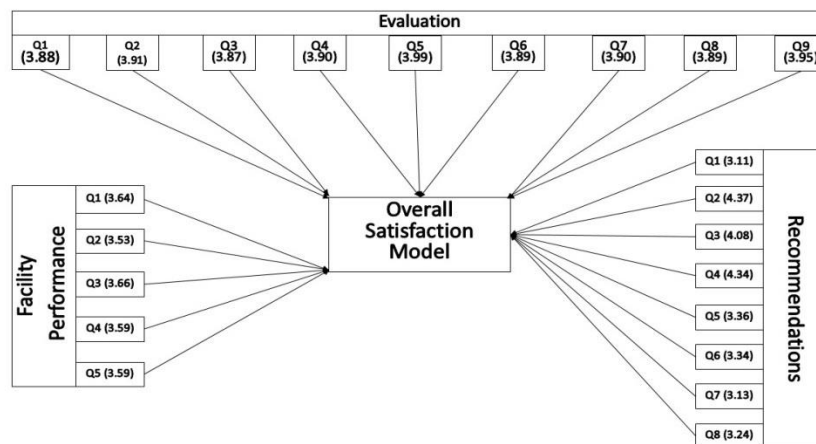 Evaluation
Q1
(3.88)
Q2
(3.91)
Q3
(3.87)
Q4
(3.90)
Q5
(3.99)
Q6
(3.89)
Q7
(3.90)
Q8
(3.89)
Q9
(3.95)
Facility
Performance
Q1 (3.64)
Q2 (3.53)
Q3 (3.66)
Q4 (3.59)
Q5 (3.59)
Overall
Satisfaction
Model
Q1 (3.11)
Q2 (4.37)
Q3 (4.08)
Q4 (4.34)
Q5 (3.36)
Q6 (3.34)
Q7 (3.13)
Q8 (3.24)
Recommendations